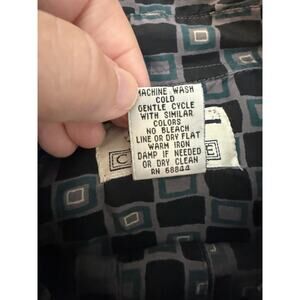 MACHINE WASH
COLD
GENTLE CYCLE
WITH SIMILAR
COLORS
NO BLEACH
LINE OR DRY FLAT
WARM IRON
DAMP IF NEEDED
OR DRY CLEAN
RN 68844
C
E